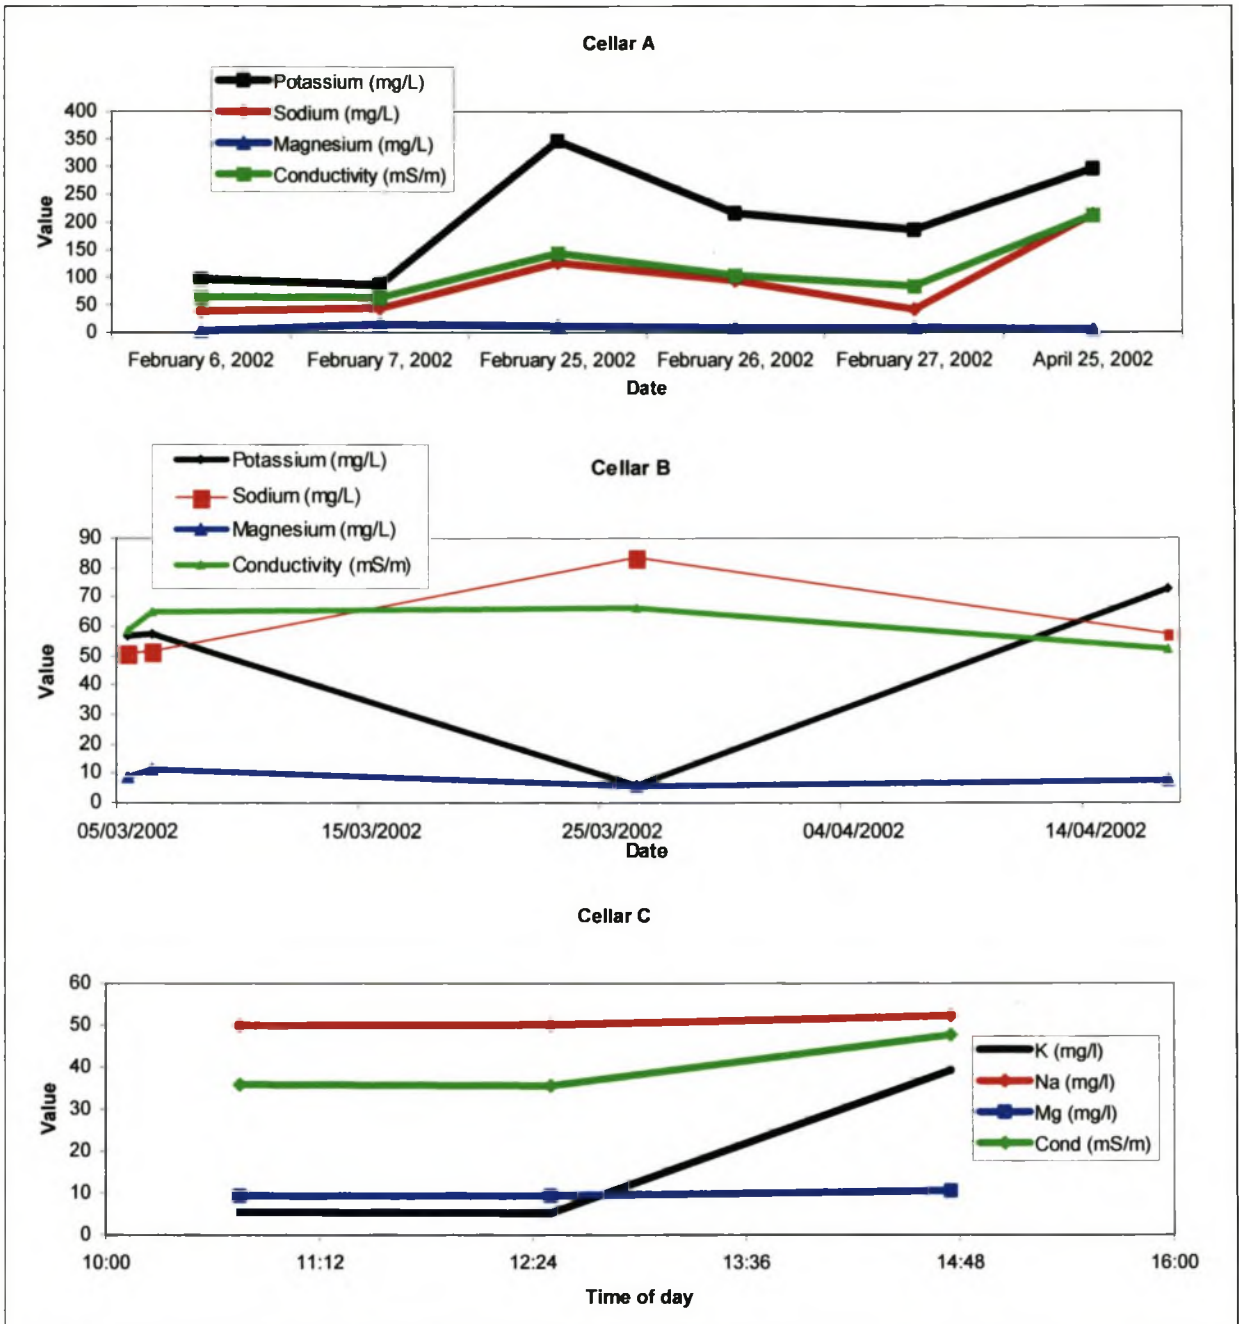 Cellar A
Potassium (mg/L)
Sodium (mg/L)
Magnesium (mg/L)
Conductivity (mS/m)
400
350
300
250
200
150
100
50
0
Value
February 6, 2002 February 7, 2002 February 25, 2002 February 26, 2002 February 27, 2002 April 25, 2002
Date
Cellar B
Potassium (mg/L)
Sodium (mg/L)
Magnesium (mg/L)
Conductivity (mS/m)
90
80
70
60
50
40
30
20
10
0
Value
05/03/2002 15/03/2002 25/03/2002 04/04/2002 14/04/2002
Date
Cellar C
60
50
40
30
20
10
0
Value
K (mg/l)
Na (mg/l)
Mg (mg/l)
Cond (mS/m)
10:00 11:12 12:24 13:36 14:48 16:00
Time of day